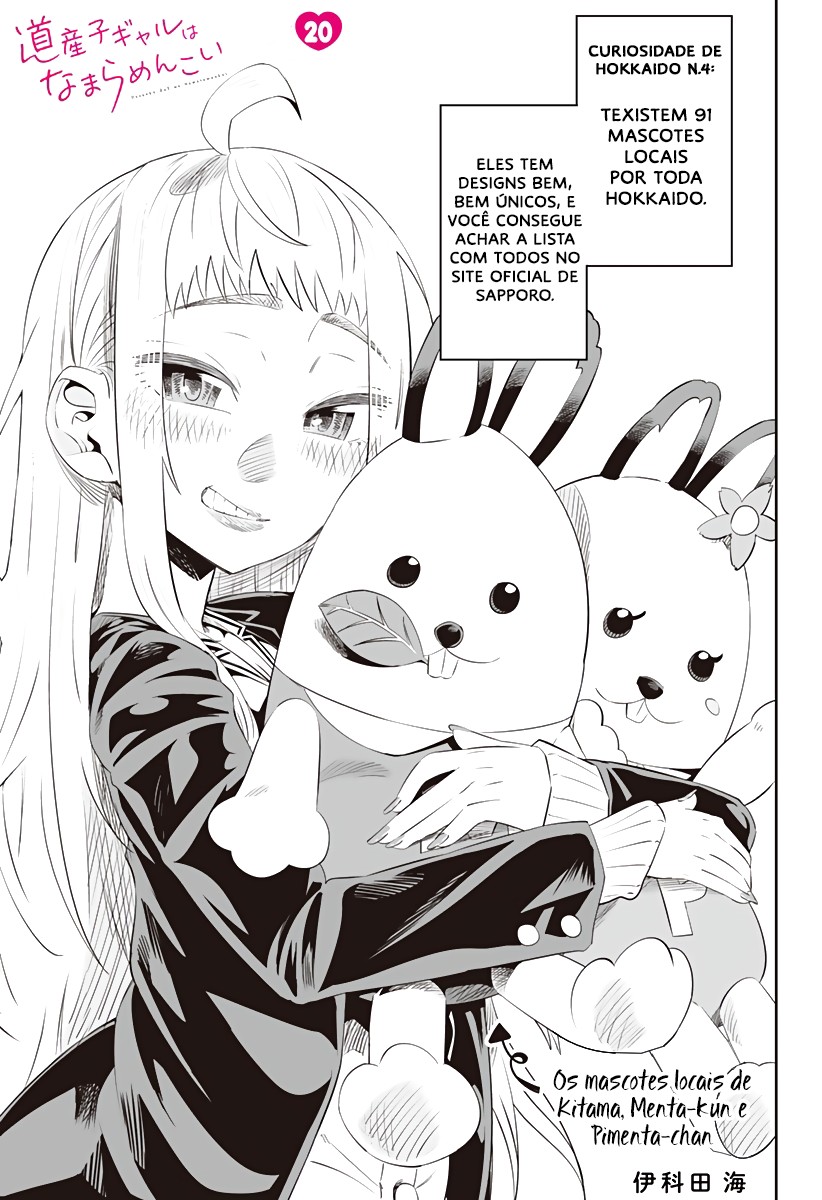 道産子ギャルは
なまらめんこい
20
CURIOSIDADE DE
HOKKAIDO N.4:
TEXISTEM 91
MASCOTES
LOCAIS
POR TODA
HOKKAIDO.
ELES TEM
DESIGNS BEM,
BEM ÚNICOS, E
VOCÊ CONSEGUE
ACHAR A LISTA
COM TODOS NO
SITE OFICIAL DE
SAPPORO.
P
Os mascotes locais de
Kitama, Menta-kun e
Pimenta-chan
伊科田 海